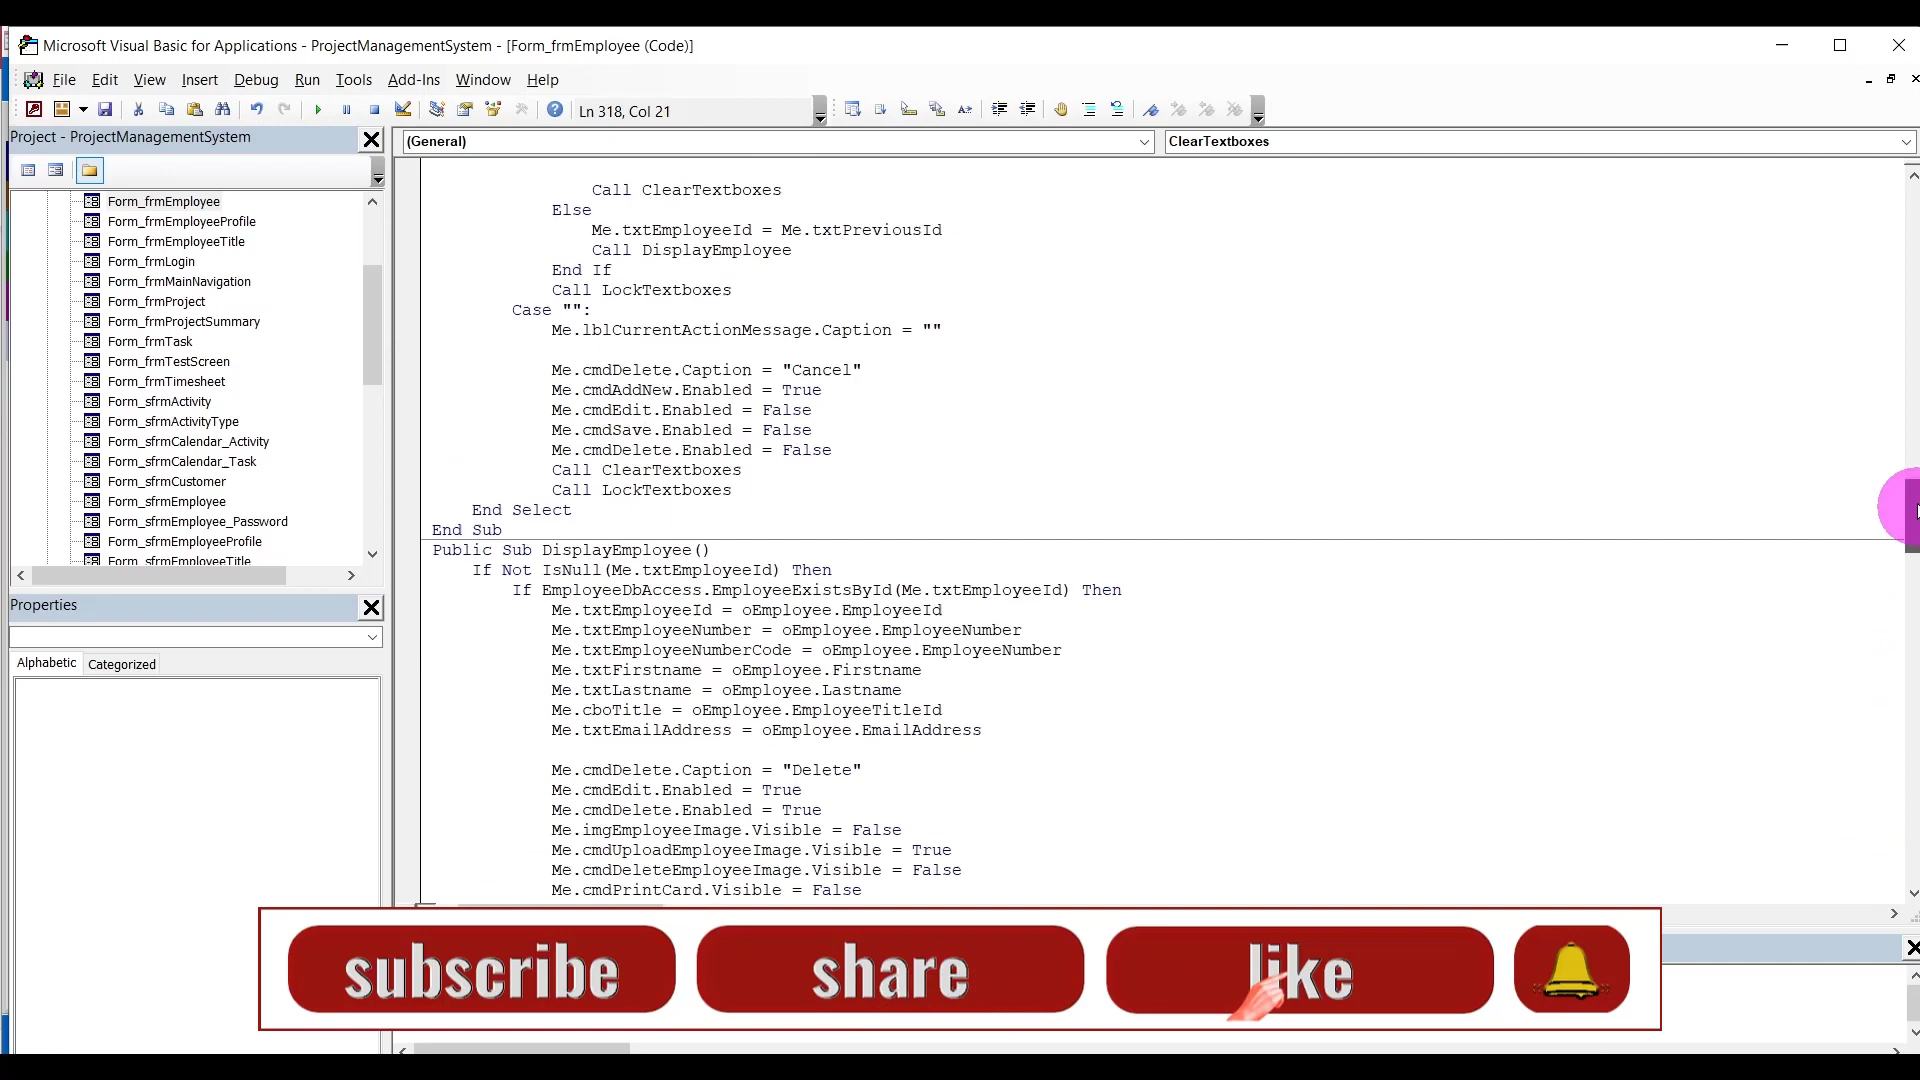 Microsoft Visual Basic for Applications - ProjectManagementSystem - [Form_frmEmployee (Code)]
File Edit View Insert Debug Run Tools Add-Ins Window Help
Ln 318, Col 21
Project - ProjectManagementSystem
(General)
ClearTextboxes
Form_frmEmployee
Form_frmEmployeeProfile
Form_frmEmployeeTitle
Form_frmLogin
Form_frmMainNavigation
Form_frmProject
Form_frmProjectSummary
Form_frmTask
Form_frmTestScreen
Form_frmTimesheet
Form_sfrmActivity
Form_sfrmActivityType
Form_sfrmCalendar_Activity
Form_sfrmCalendar_Task
Form_sfrmCustomer
Form_sfrmEmployee
Form_sfrmEmployee_Password
Form_sfrmEmployeeProfile
Form_sfrmEmployeeTitle
Properties
Alphabetic Categorized
Call ClearTextboxes
Else
Me.txtEmployeeId = Me.txtPreviousId
Call DisplayEmployee
End If
Call LockTextboxes
Case "":
Me.lblCurrentActionMessage.Caption = ""
Me.cmdDelete.Caption = "Cancel"
Me.cmdAddNew.Enabled = True
Me.cmdEdit.Enabled = False
Me.cmdSave.Enabled = False
Me.cmdDelete.Enabled = False
Call ClearTextboxes
Call LockTextboxes
End Select
End Sub
Public Sub DisplayEmployee()
If Not IsNull(Me.txtEmployeeId) Then
If EmployeeDbAccess.EmployeeExistsById(Me.txtEmployeeId) Then
Me.txtEmployeeId = oEmployee.EmployeeId
Me.txtEmployeeNumber = oEmployee.EmployeeNumber
Me.txtEmployeeNumberCode = oEmployee.EmployeeNumber
Me.txtFirstname = oEmployee.Firstname
Me.txtLastname = oEmployee.Lastname
Me.cboTitle = oEmployee.EmployeeTitleId
Me.txtEmailAddress = oEmployee.EmailAddress
Me.cmdDelete.Caption = "Delete"
Me.cmdEdit.Enabled = True
Me.cmdDelete.Enabled = True
Me.imgEmployeeImage.Visible = False
Me.cmdUploadEmployeeImage.Visible = True
Me.cmdDeleteEmployeeImage.Visible = False
Me.cmdPrintCard.Visible = False
subscribe
share
like